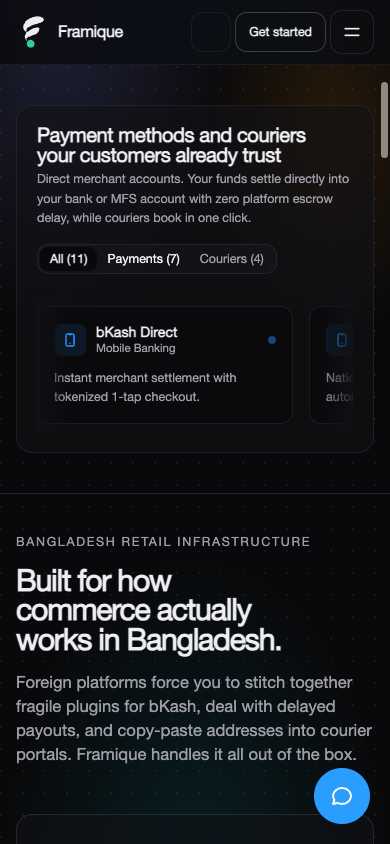 Framique
Get started
Payment methods and couriers
your customers already trust
Direct merchant accounts. Your funds settle directly into
your bank or MFS account with zero platform escrow
delay, while couriers book in one click.
All (11) Payments (7) Couriers (4)
bKash Direct
Mobile Banking
Instant merchant settlement with
tokenized 1-tap checkout.
BANGLADESH RETAIL INFRASTRUCTURE
Built for how
commerce actually
works in Bangladesh.
Foreign platforms force you to stitch together
fragile plugins for bKash, deal with delayed
payouts, and copy-paste addresses into courier
portals. Framique handles it all out of the box.